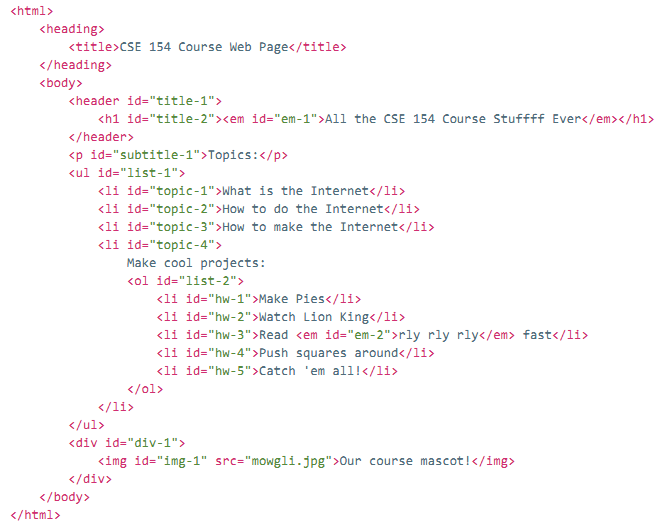 <html>
<heading>
<title>CSE 154 Course Web Page</title>
</heading>
<body>
<header id="title-1">
<h1 id="title-2"><em id="em-1">All the CSE 154 Course Stuffff Ever</em></h1>
</header>
<p id="subtitle-1">Topics:</p>
<ul id="list-1">
<li id="topic-1">What is the Internet</li>
<li id="topic-2">How to do the Internet</li>
<li id="topic-3">How to make the Internet</li>
<li id="topic-4">
Make cool projects:
<ol id="list-2">
<li id="hw-1">Make Pies</li>
<li id="hw-2">Watch Lion King</li>
<li id="hw-3">Read <em id="em-2">rly rly rly</em> fast</li>
<li id="hw-4">Push squares around</li>
<li id="hw-5">Catch 'em all!</li>
</ol>
</li>
</ul>
<div id="div-1">
<img id="img-1" src="mowgli.jpg">Our course mascot!</img>
</div>
</body>
</html>